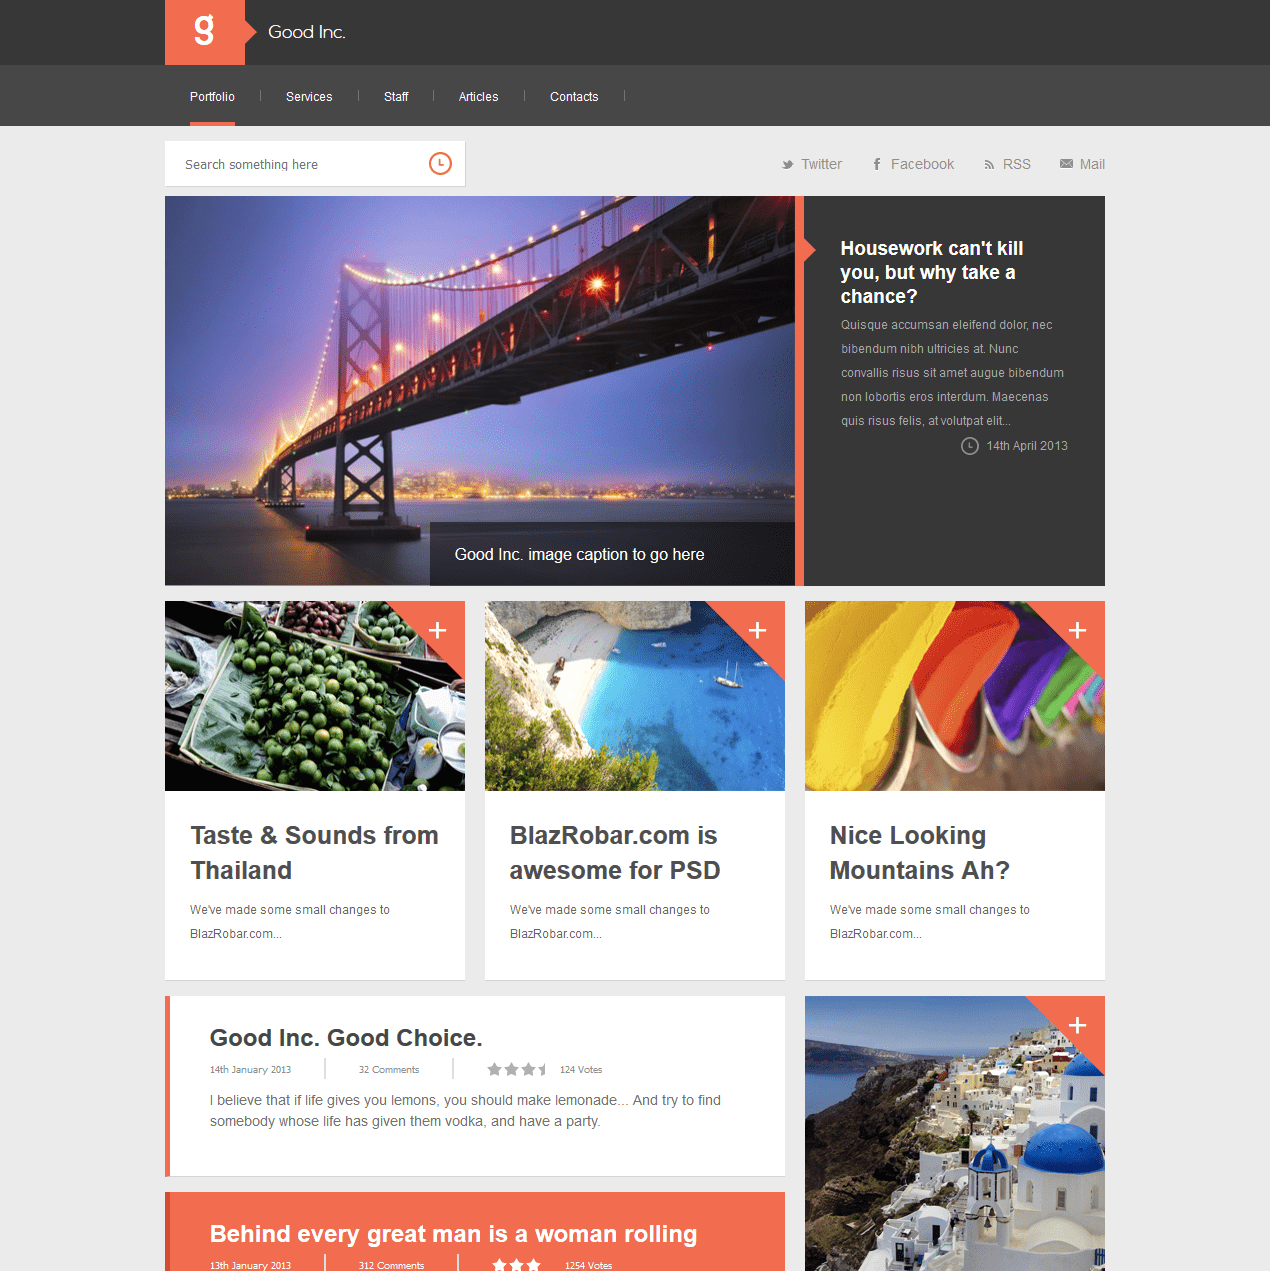 g
Good Inc.
Portfolio
Services
Staff
Articles
Contacts
Search something here
Twitter
Facebook
RSS
Mail
Good Inc. image caption to go here
Housework can't kill
you, but why take a
chance?
Quisque accumsan eleifend dolor, nec
bibendum nibh ultricies at. Nunc
convallis risus sit amet augue bibendum
non lobortis eros interdum. Maecenas
quis risus felis, at volutpat elit...
14th April 2013
Taste & Sounds from
Thailand
We've made some small changes to
BlazRobar.com...
BlazRobar.com is
awesome for PSD
We've made some small changes to
BlazRobar.com...
Nice Looking
Mountains Ah?
We've made some small changes to
BlazRobar.com...
Good Inc. Good Choice.
14th January 2013
32 Comments
124 Votes
I believe that if life gives you lemons, you should make lemonade... And try to find
somebody whose life has given them vodka, and have a party.
Behind every great man is a woman rolling
13th January 2013
312 Comments
1254 Votes